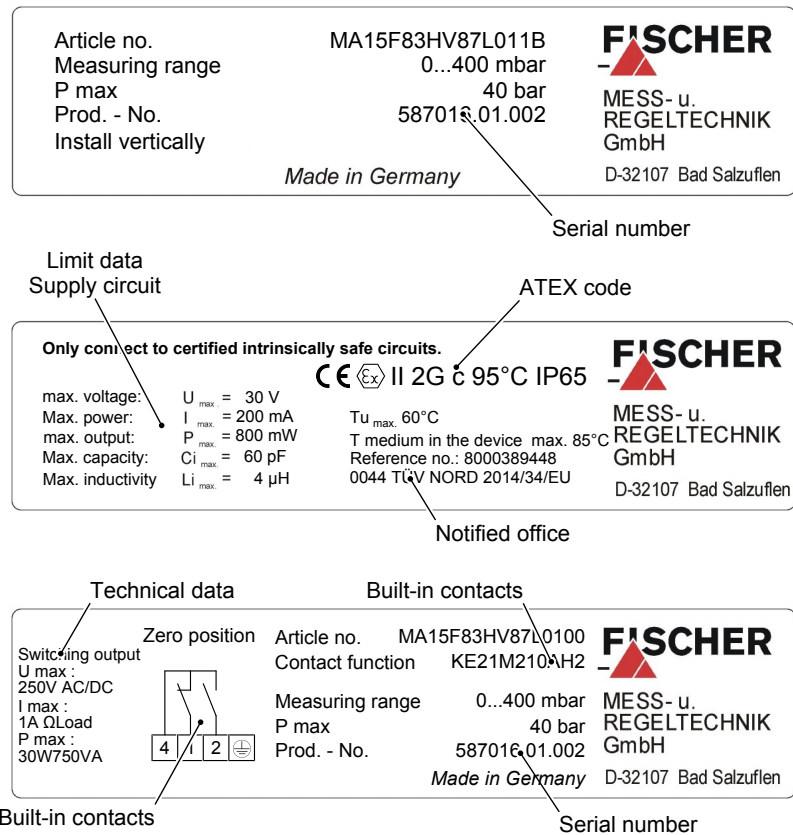 Article no. MA15F83HV87L011B
Measuring range 0...400 mbar
P max 40 bar
Prod. - No. 587016.01.002
Install vertically
Made in Germany
FISCHER
MESS- u.
REGELTECHNIK
GmbH
D-32107 Bad Salzuflen
Serial number
Limit data
Supply circuit
ATEX code
Only connect to certified intrinsically safe circuits.
CE Ex II 2G c 95°C IP65
max. voltage: U max. = 30 V
Max. power: I max. = 200 mA
max. output: P max. = 800 mW
Max. capacity: Ci max. = 60 pF
Max. inductivity Li max. = 4 µH
Tu max. 60°C
T medium in the device max. 85°C
Reference no.: 8000389448
0044 TÜV NORD 2014/34/EU
FISCHER
MESS- u.
REGELTECHNIK
GmbH
D-32107 Bad Salzuflen
Notified office
Technical data
Built-in contacts
Switching output
U max :
250V AC/DC
I max :
1A ΩLoad
P max :
30W750VA
Zero position
4 1 2
Article no. MA15F83HV87L0100
Contact function KE21M210AH2
Measuring range 0...400 mbar
P max 40 bar
Prod. - No. 587016.01.002
Made in Germany
FISCHER
MESS- u.
REGELTECHNIK
GmbH
D-32107 Bad Salzuflen
Built-in contacts
Serial number